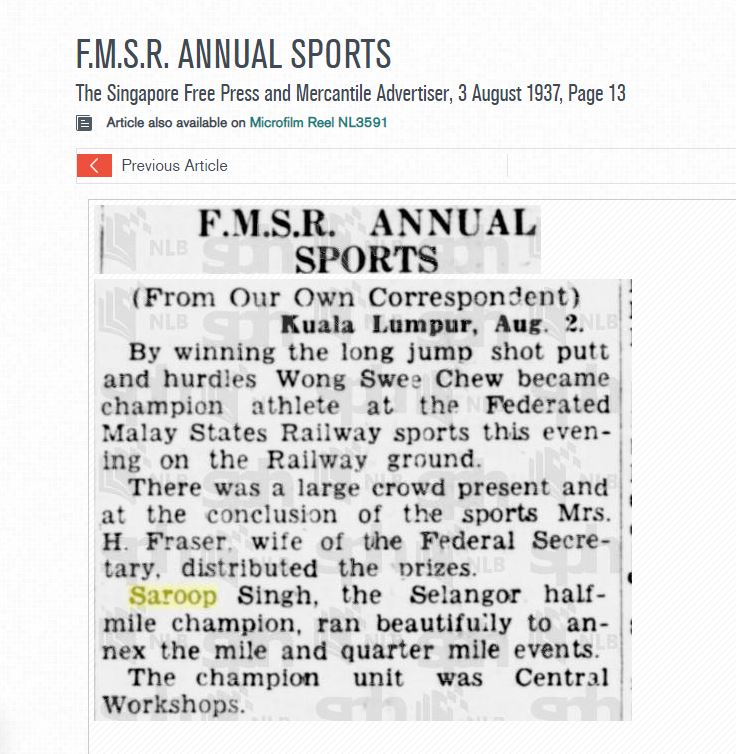 F.M.S.R. ANNUAL SPORTS
The Singapore Free Press and Mercantile Advertiser, 3 August 1937, Page 13
Article also available on Microfilm Reel NL3591
Previous Article
F.M.S.R. ANNUAL
SPORTS
(From Our Own Correspondent)
Kuala Lumpur, Aug. 2.
By winning the long jump shot putt
and hurdles Wong Swee Chew became
champion athlete at the Federated
Malay States Railway sports this even-
ing on the Railway ground.
There was a large crowd present and
at the conclusion of the sports Mrs.
H. Fraser, wife of the Federal Secre-
tary, distributed the prizes.
Saroop Singh, the Selangor half-
mile champion, ran beautifully to an-
nex the mile and quarter mile events.
The champion unit was Central
Workshops.